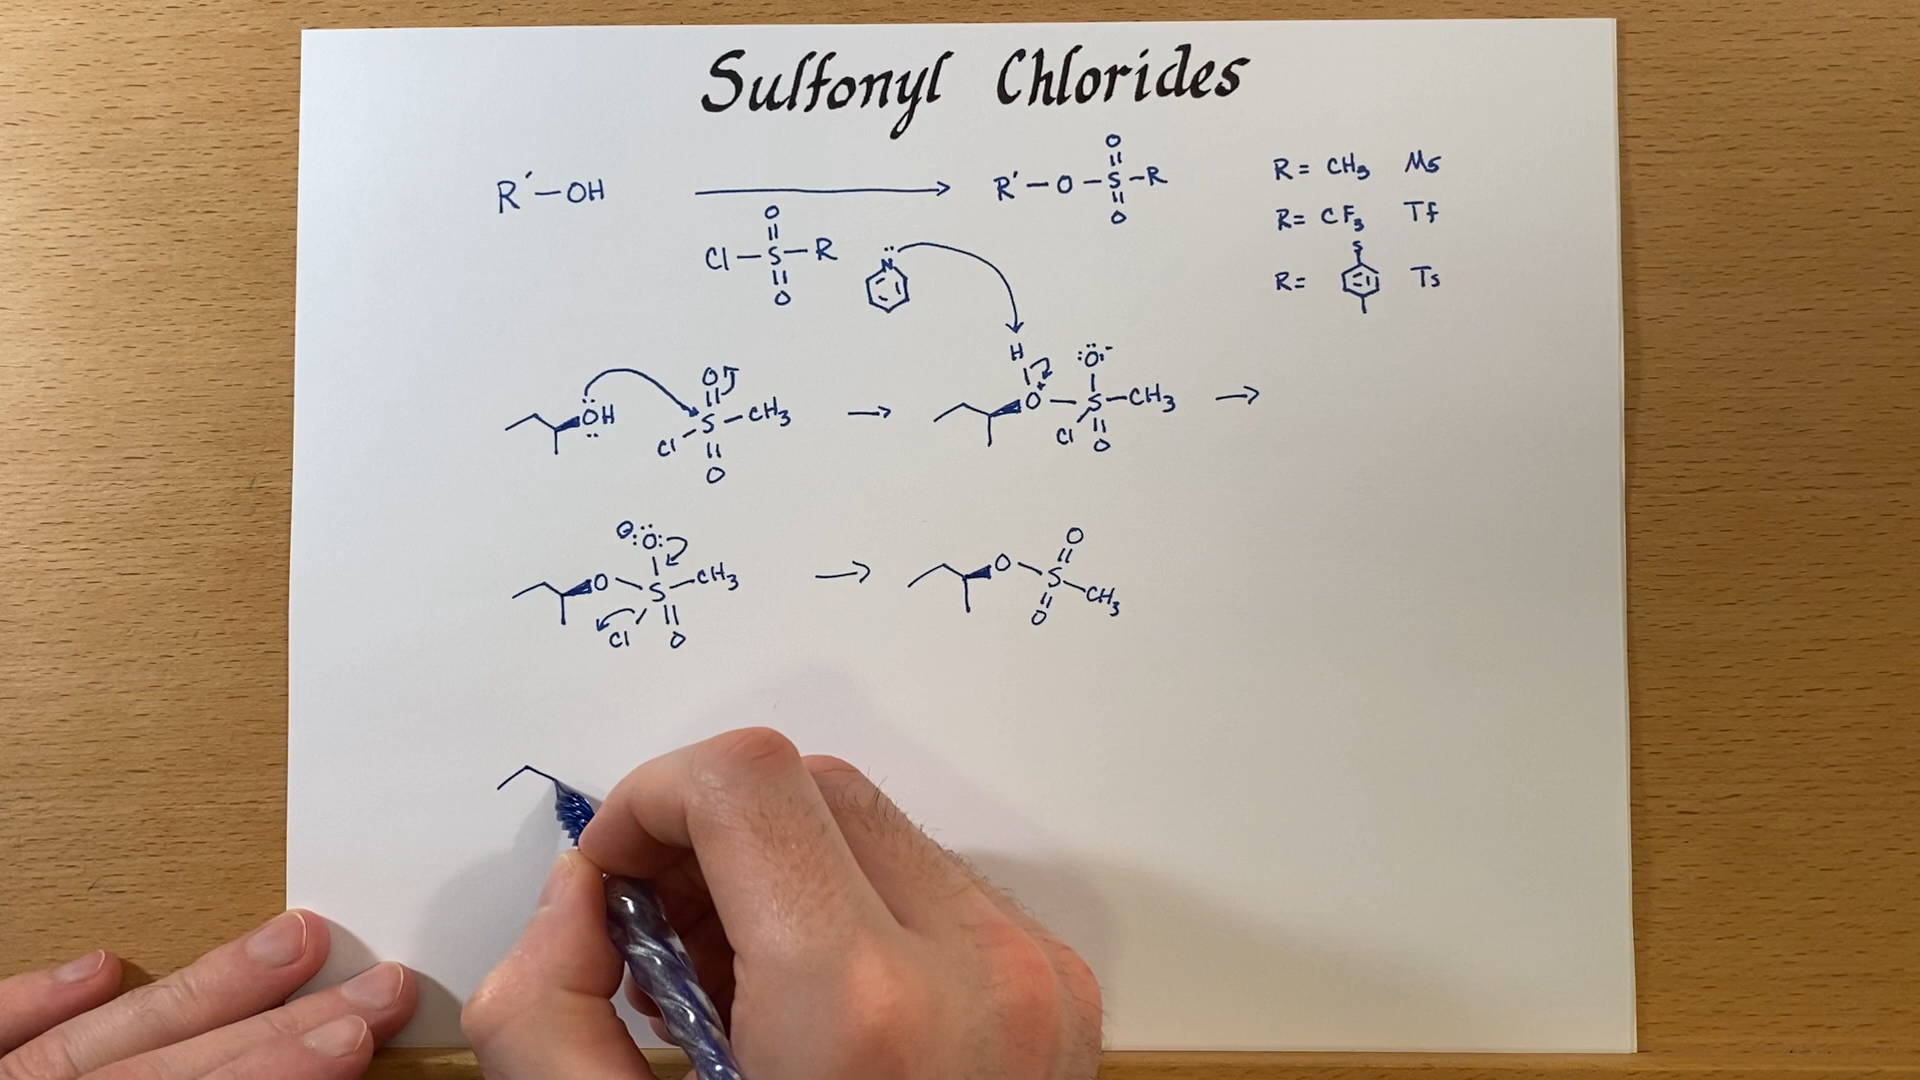 Sulfonyl Chlorides
R´—OH → R´—O—S(=O)(=O)—R
Cl—S(=O)(=O)—R
N
R = CH₃ Ms
R = CF₃ Tf
R = Ts
OH O S CH₃ Cl O →
H O⁺ S :Ö:⁻ CH₃ Cl O →
O S ⊖:Ö: CH₃ Cl O →
O S O CH₃ O